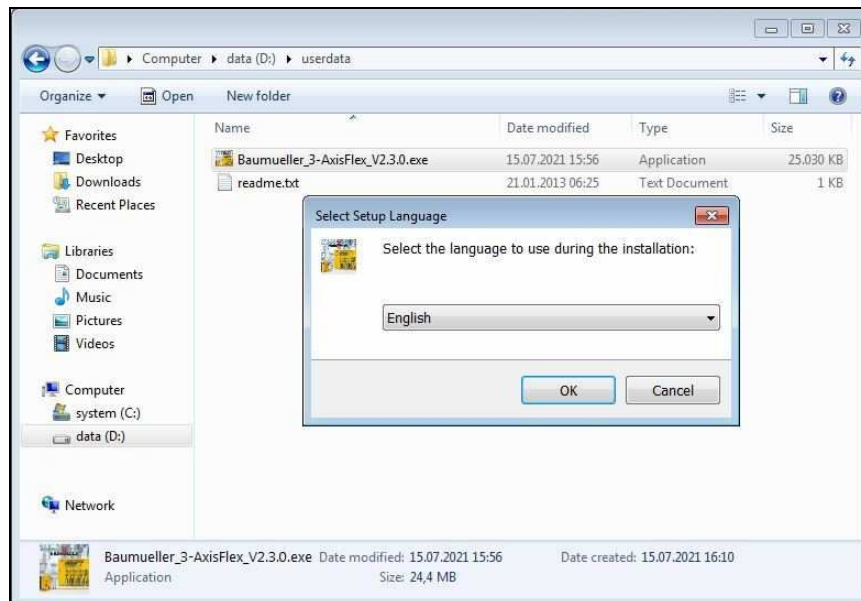 Computer ▸ data (D:) ▸ userdata
Organize Open New folder
Name Date modified Type Size
Favorites
Desktop
Downloads
Recent Places
Libraries
Documents
Music
Pictures
Videos
Computer
system (C:)
data (D:)
Network
Baumueller_3-AxisFlex_V2.3.0.exe 15.07.2021 15:56 Application 25.030 KB
readme.txt 21.01.2013 06:25 Text Document 1 KB
Select Setup Language
Select the language to use during the installation:
English
OK Cancel
Baumueller_3-AxisFlex_V2.3.0.exe Date modified: 15.07.2021 15:56 Date created: 15.07.2021 16:10
Application Size: 24,4 MB